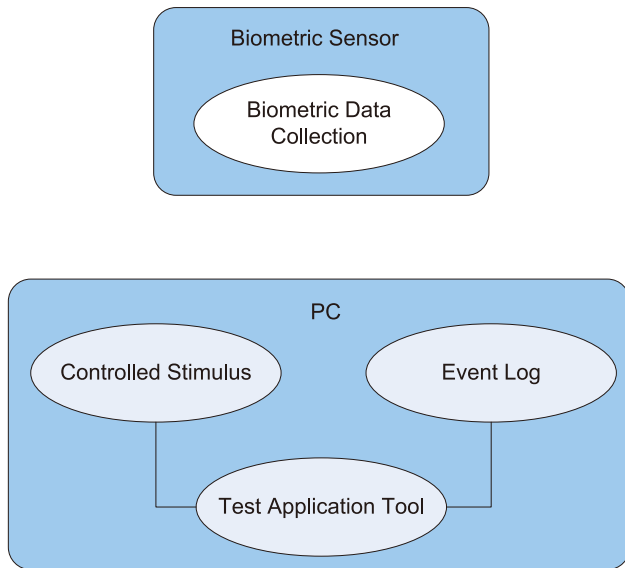 Biometric Sensor
Biometric Data
Collection
PC
Controlled Stimulus
Event Log
Test Application Tool